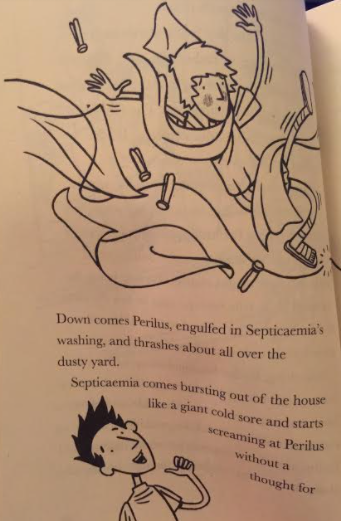 Down comes Perilus, engulfed in Septicaemia's
washing, and thrashes about all over the
dusty yard.
Septicaemia comes bursting out of the house
like a giant cold sore and starts
screaming at Perilus
without a
thought for